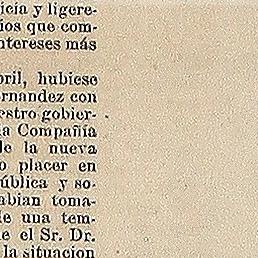 icia y ligere-
ios que com-
ntereses más
bril, hubiese
rnandez con
estro gobier-
a Compañía
de la nueva
o placer en
ública y so-
abian toma-
de una tem-
e el Sr. Dr.
la situacion